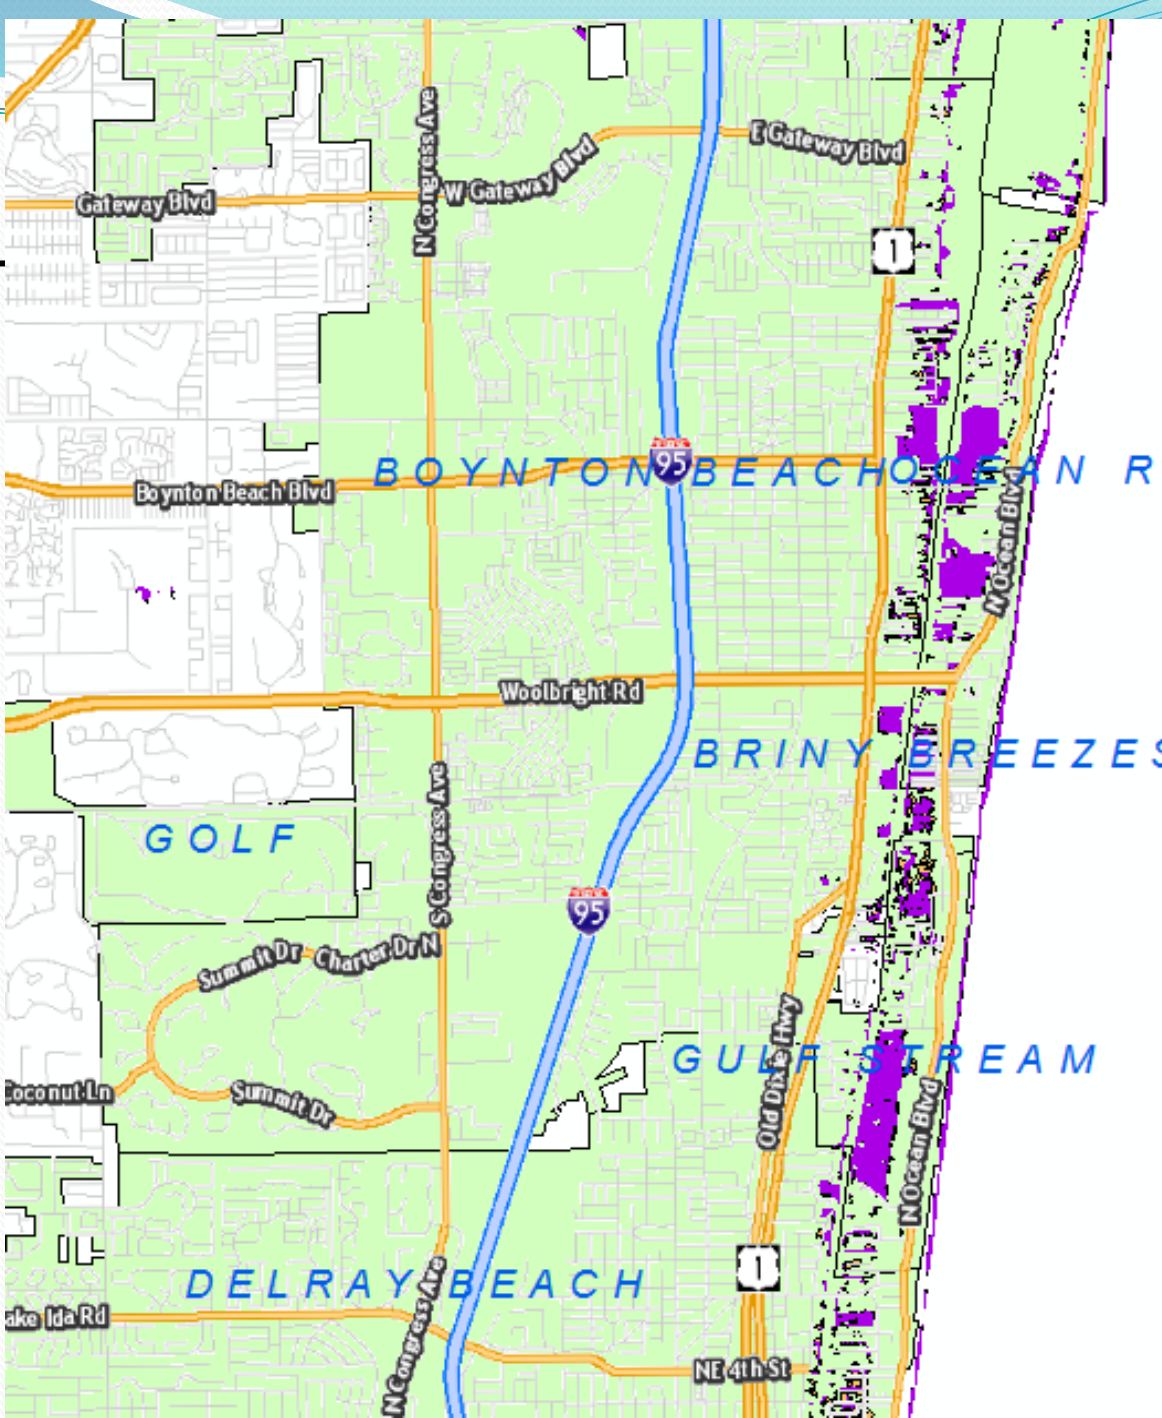 N Congress Ave
E Gateway Blvd
W Gateway Blvd
Gateway Blvd
1
BOYNTON BEACH
OCEAN R
95
Boynton Beach Blvd
N Ocean Blvd
Woolbright Rd
BRINY BREEZES
GOLF
S Congress Ave
95
Summit Dr
Charter Dr N
Old Dixie Hwy
GULF STREAM
Coconut Ln
Summit Dr
N Ocean Blvd
1
DELRAY BEACH
ake Ida Rd
N Congress Ave
NE 4th St